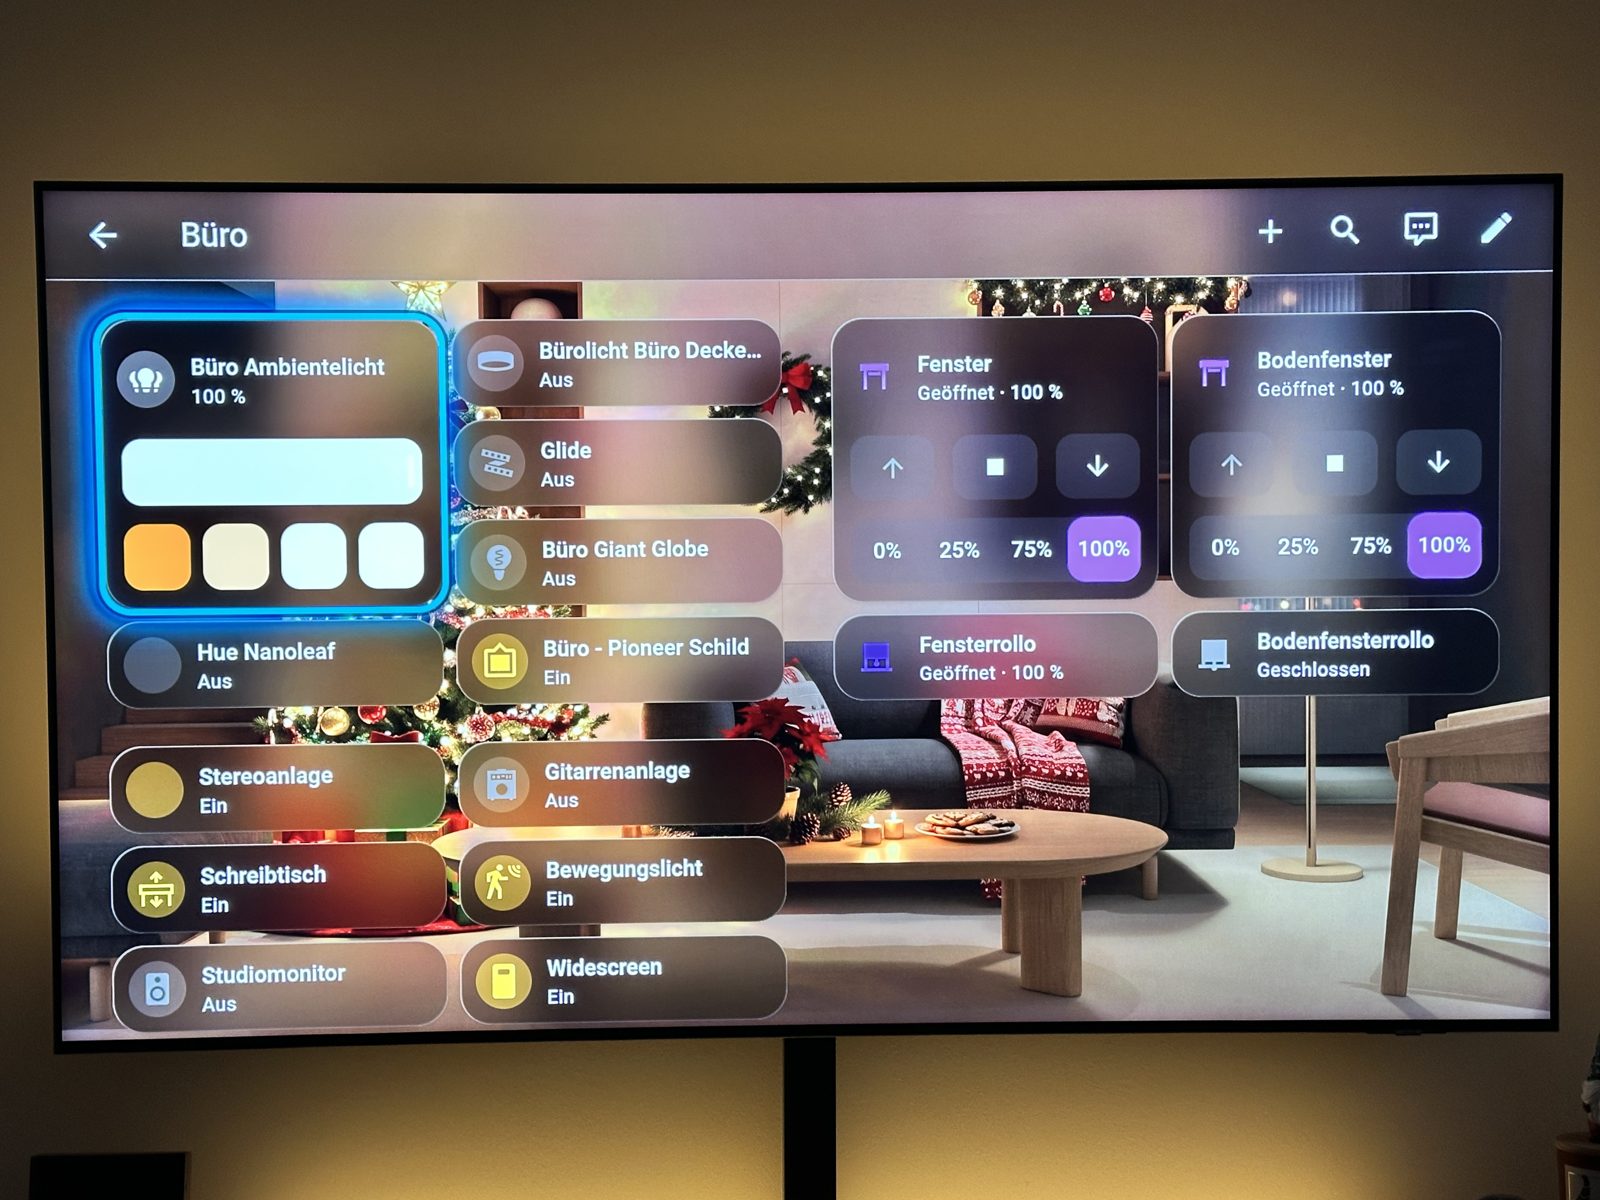 Büro
Büro Ambientelicht
100 %
Hue Nanoleaf
Aus
Stereoanlage
Ein
Schreibtisch
Ein
Studiomonitor
Aus
Bürolicht Büro Decke...
Aus
Glide
Aus
Büro Giant Globe
Aus
Büro - Pioneer Schild
Ein
Gitarrenanlage
Aus
Bewegungslicht
Ein
Widescreen
Ein
Fenster
Geöffnet · 100 %
0% 25% 75% 100%
Fensterrollo
Geöffnet · 100 %
Bodenfenster
Geöffnet · 100 %
0% 25% 75% 100%
Bodenfensterrollo
Geschlossen